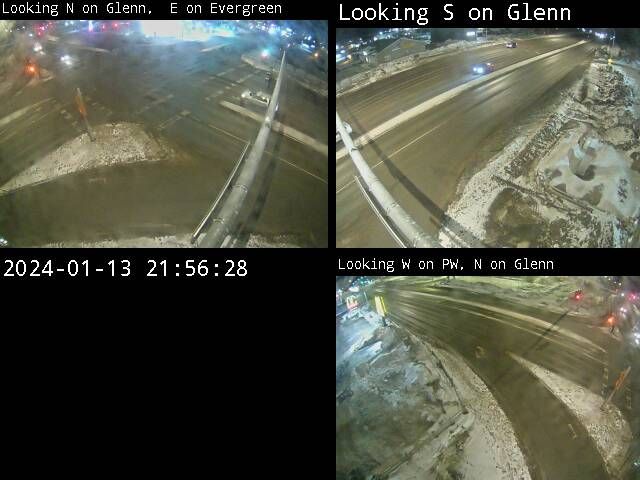 Looking N on Glenn,  E on Evergreen
Looking S on Glenn
2024-01-13 21:56:28
Looking W on PW, N on Glenn